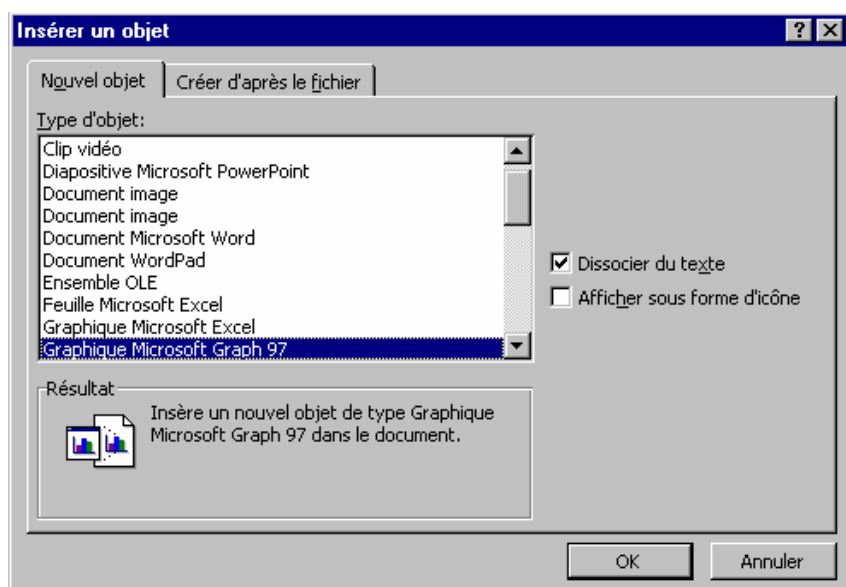 Insérer un objet
Nouvel objet
Créer d'après le fichier
Type d'objet:
Clip vidéo
Diapositive Microsoft PowerPoint
Document image
Document image
Document Microsoft Word
Document WordPad
Ensemble OLE
Feuille Microsoft Excel
Graphique Microsoft Excel
Graphique Microsoft Graph 97
Dissocier du texte
Afficher sous forme d'icône
Résultat
Insère un nouvel objet de type Graphique
Microsoft Graph 97 dans le document.
OK
Annuler